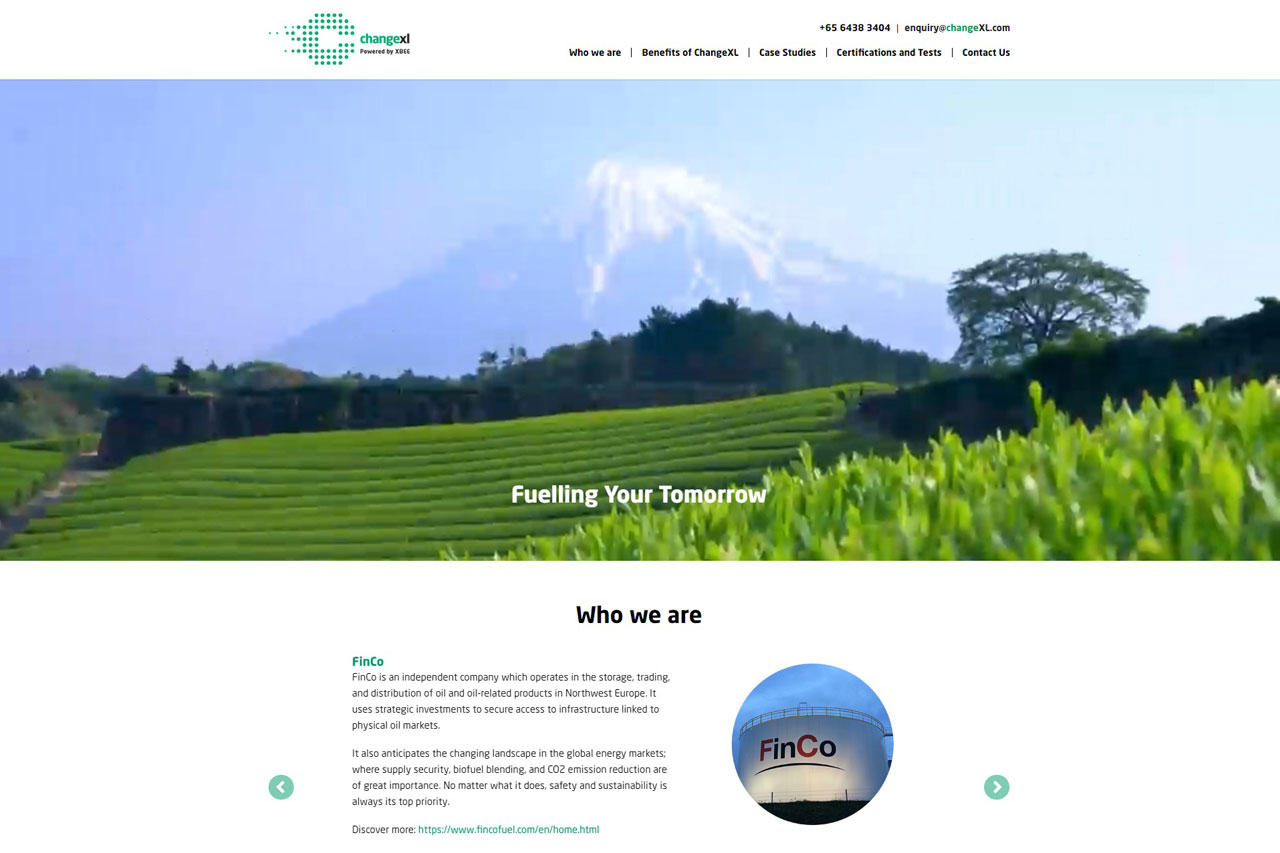 changexl
Powered by XBEE
+65 6438 3404 | enquiry@changeXL.com
Who we are | Benefits of ChangeXL | Case Studies | Certifications and Tests | Contact Us
Fuelling Your Tomorrow
Who we are
FinCo
FinCo is an independent company which operates in the storage, trading,
and distribution of oil and oil-related products in Northwest Europe. It
uses strategic investments to secure access to infrastructure linked to
physical oil markets.
It also anticipates the changing landscape in the global energy markets;
where supply security, biofuel blending, and CO2 emission reduction are
of great importance. No matter what it does, safety and sustainability is
always its top priority.
Discover more: https://www.fincofuel.com/en/home.html
FinCo